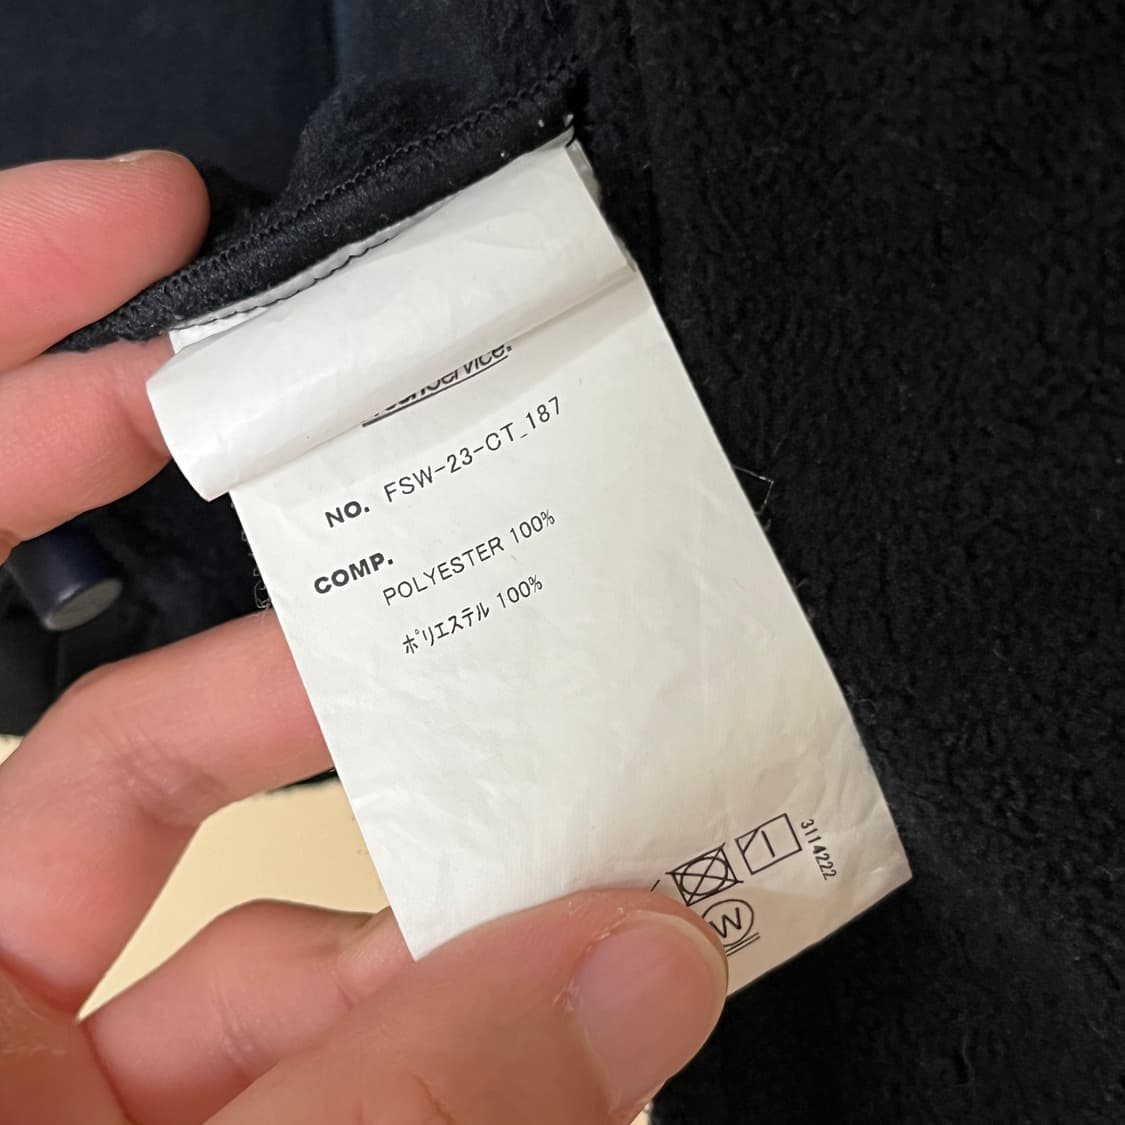 NO. FSW-23-CT_187
COMP.
POLYESTER 100%
ポリエステル 100%
3114222
W